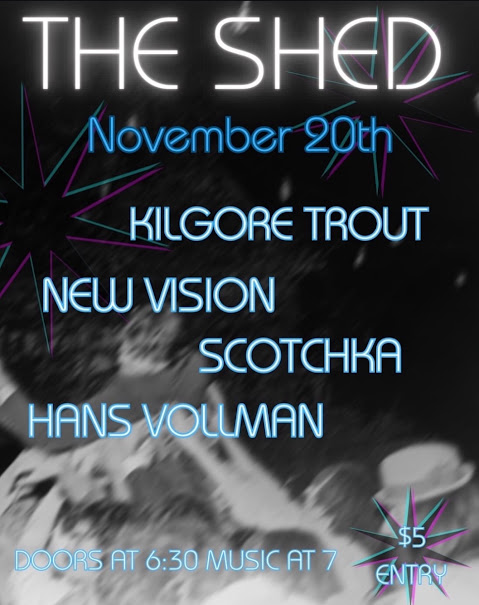 THE SHED
November 20th
KILGORE TROUT
NEW VISION
SCOTCHKA
HANS VOLLMAN
DOORS AT 6:30 MUSIC AT 7
$5
ENTRY